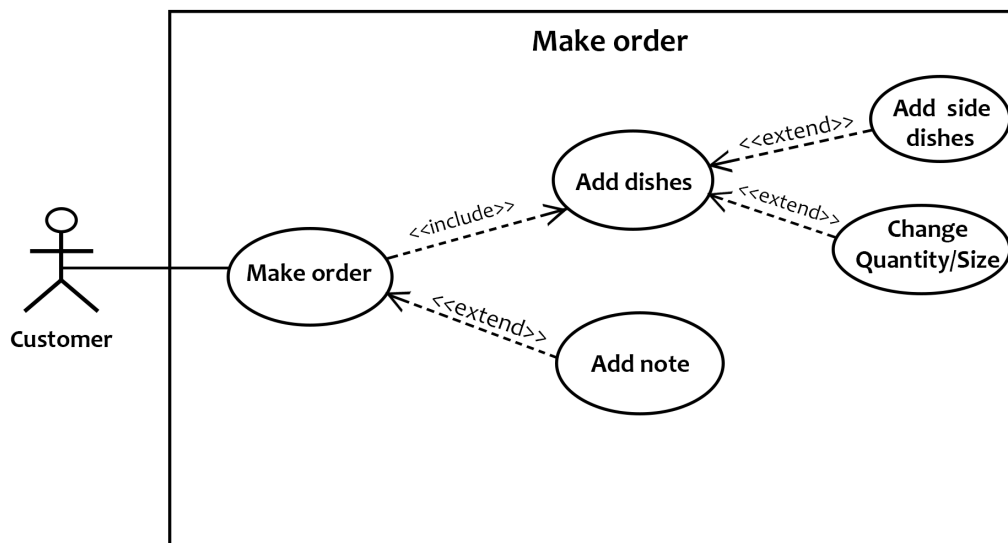 Make order
Add side
dishes
<<extend>>
Add dishes
<<extend>>
<<include>>
Change
Quantity/Size
Make order
<<extend>>
Customer
Add note